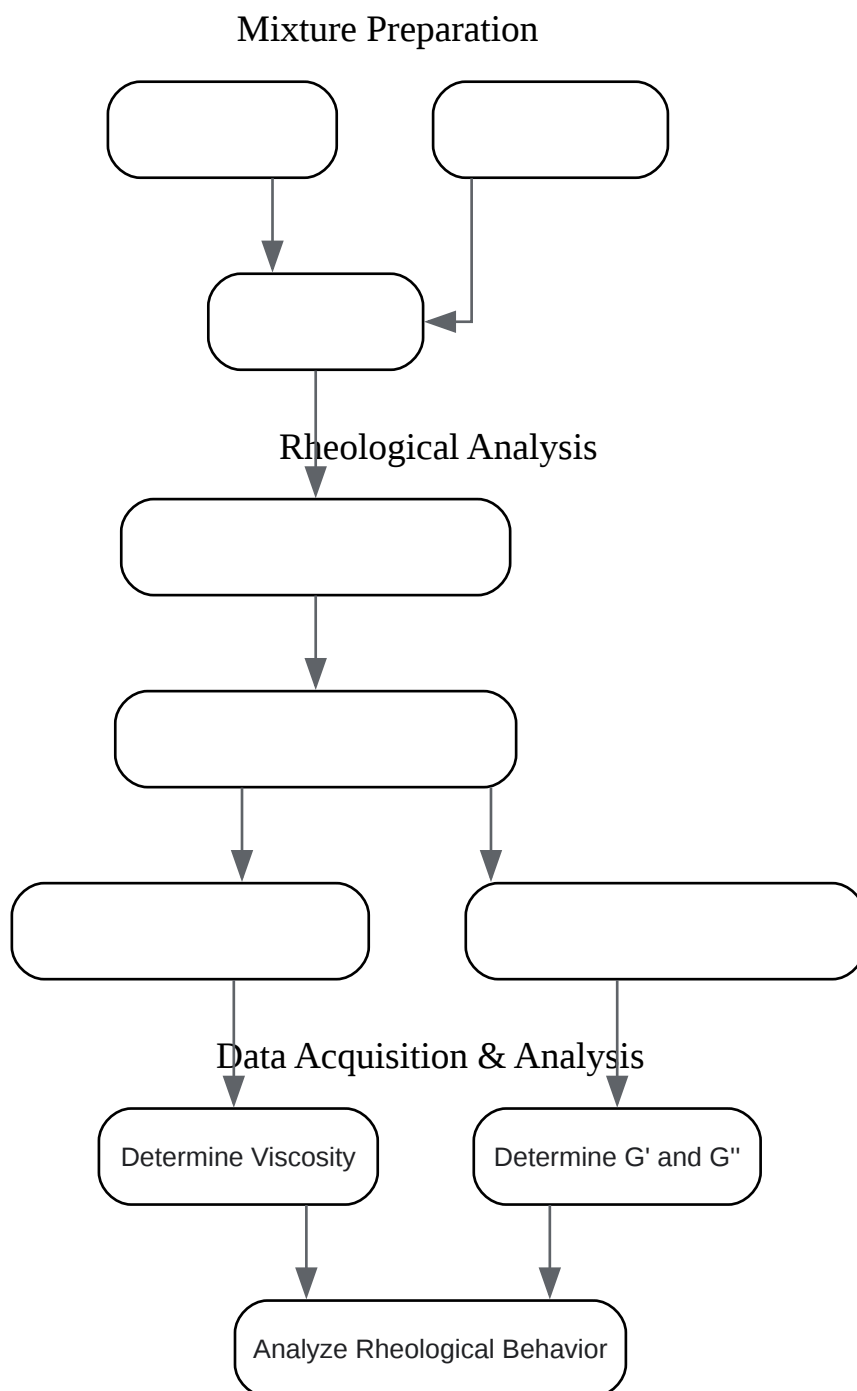 Mixture Preparation
Rheological Analysis
Data Acquisition & Analysis
Determine Viscosity
Determine G' and G''
Analyze Rheological Behavior